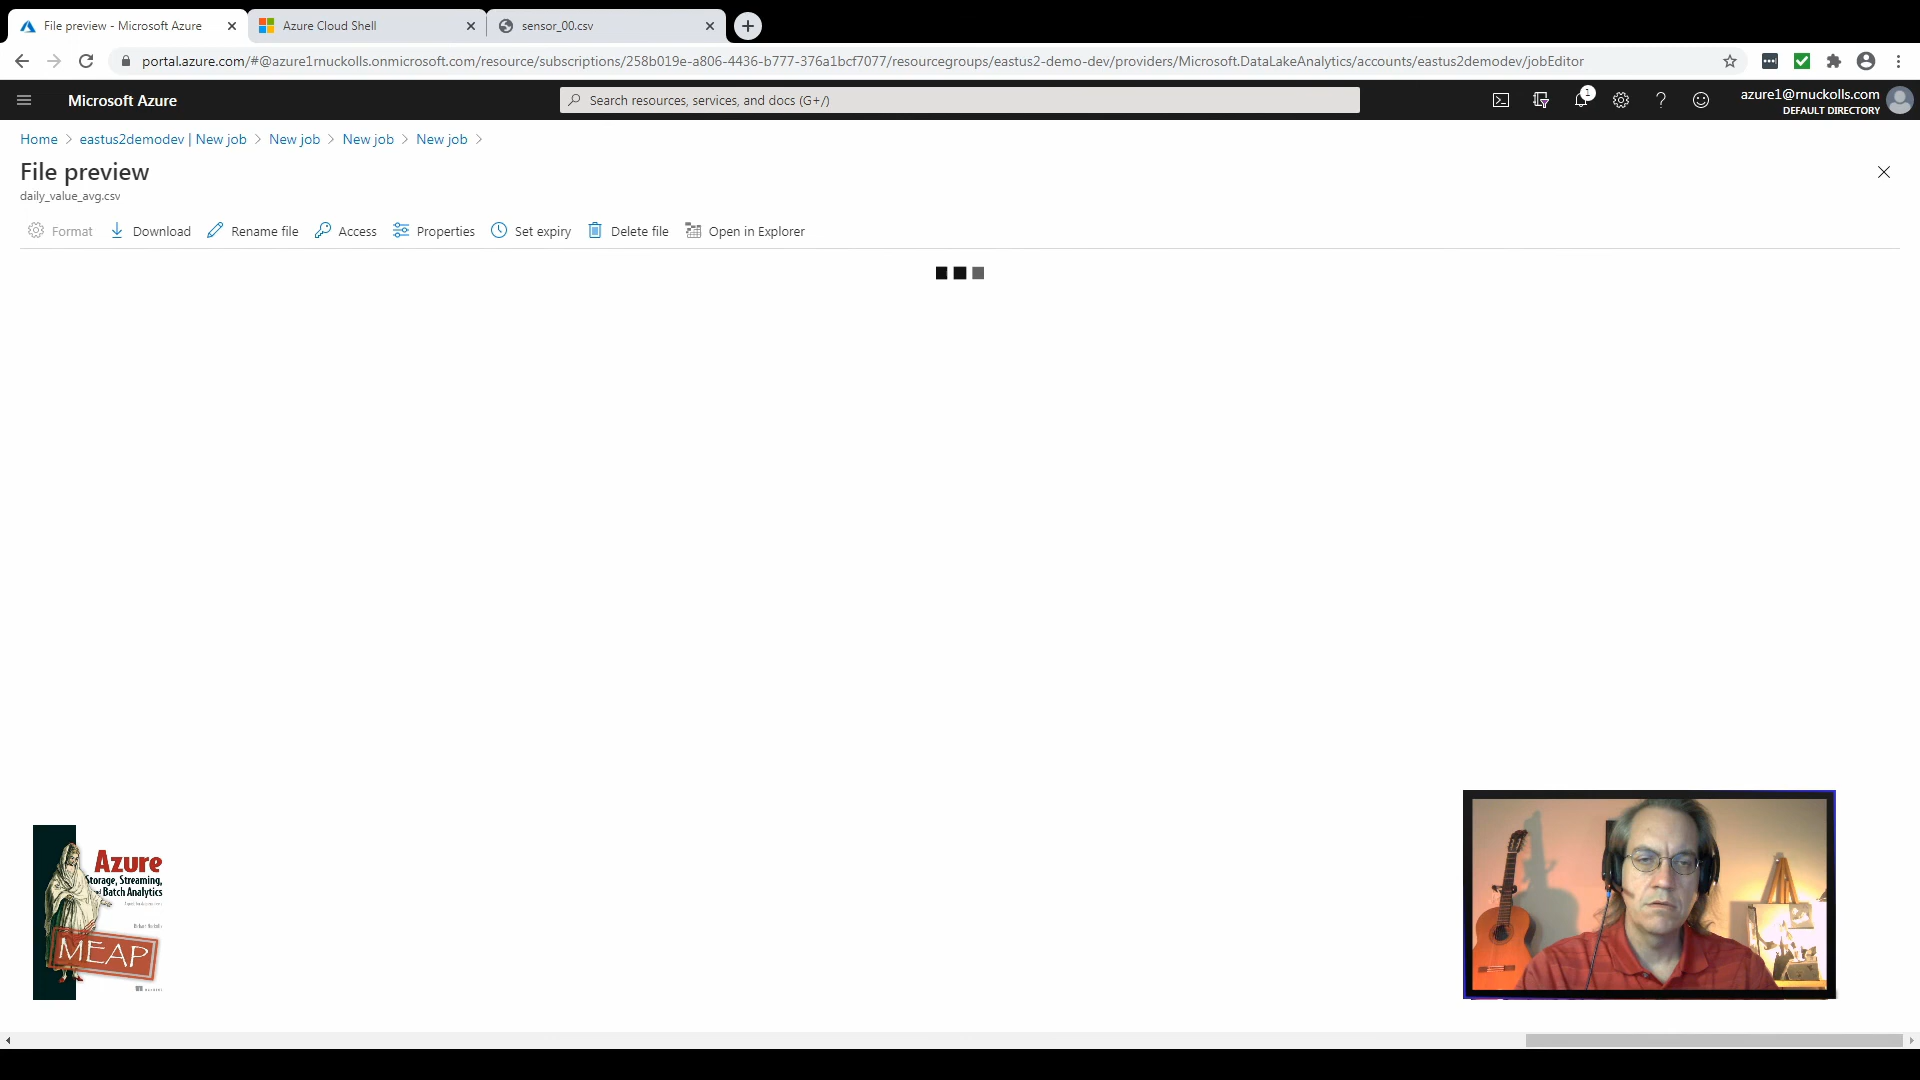 File preview - Microsoft Azure
Azure Cloud Shell
sensor_00.csv
portal.azure.com/#@azure1rnuckolls.onmicrosoft.com/resource/subscriptions/258b019e-a806-4436-b777-376a1bcf7077/resourcegroups/eastus2-demo-dev/providers/Microsoft.DataLakeAnalytics/accounts/eastus2demodev/jobEditor
Microsoft Azure
Search resources, services, and docs (G+/)
1
azure1@rnuckolls.com
DEFAULT DIRECTORY
Home > eastus2demodev | New job > New job > New job > New job >
File preview
daily_value_avg.csv
Format Download Rename file Access Properties Set expiry Delete file Open in Explorer
Azure
Storage, Streaming,
Batch Analytics
MEAP